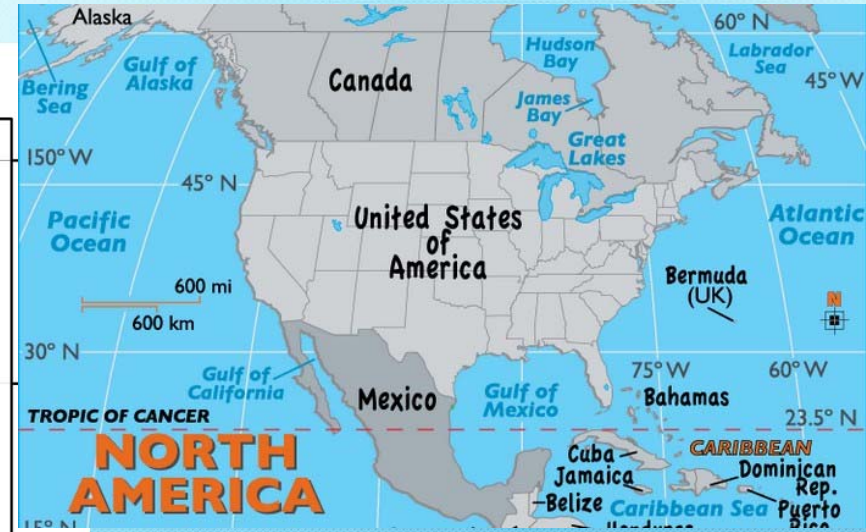 Alaska
60° N
Hudson
Bay
Labrador
Sea
Gulf of
Alaska
Bering
Sea
Canada
45° W
James
Bay
Great
Lakes
150° W
45° N
United States
of
America
Pacific
Ocean
Atlantic
Ocean
Bermuda
(UK)
N
600 mi
600 km
30° N
75° W
60° W
Gulf of
California
Mexico
Gulf of
Mexico
Bahamas
TROPIC OF CANCER
23.5° N
NORTH
AMERICA
Cuba
CARIBBEAN
Jamaica
Dominican
Rep.
Belize
Caribbean Sea
Puerto
Rico
15° N
Honduras